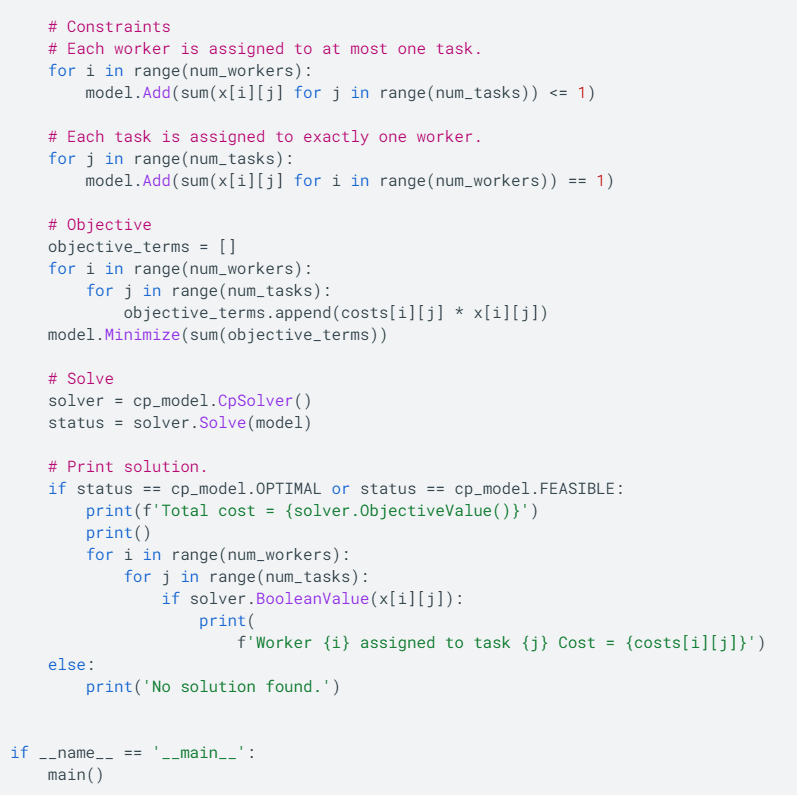 # Constraints
    # Each worker is assigned to at most one task.
    for i in range(num_workers):
        model.Add(sum(x[i][j] for j in range(num_tasks)) <= 1)

    # Each task is assigned to exactly one worker.
    for j in range(num_tasks):
        model.Add(sum(x[i][j] for i in range(num_workers)) == 1)

    # Objective
    objective_terms = []
    for i in range(num_workers):
        for j in range(num_tasks):
            objective_terms.append(costs[i][j] * x[i][j])
    model.Minimize(sum(objective_terms))

    # Solve
    solver = cp_model.CpSolver()
    status = solver.Solve(model)

    # Print solution.
    if status == cp_model.OPTIMAL or status == cp_model.FEASIBLE:
        print(f'Total cost = {solver.ObjectiveValue()}')
        print()
        for i in range(num_workers):
            for j in range(num_tasks):
                if solver.BooleanValue(x[i][j]):
                    print(
                        f'Worker {i} assigned to task {j} Cost = {costs[i][j]}')
    else:
        print('No solution found.')


if __name__ == '__main__':
    main()